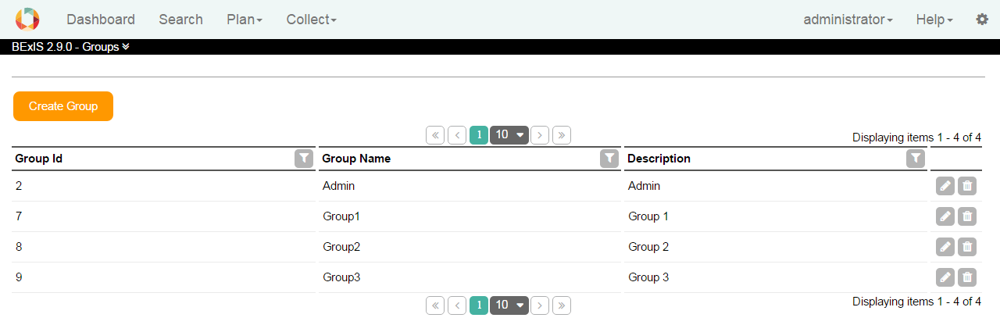 Dashboard Search Plan Collect administrator Help
BExIS 2.9.0 - Groups
Create Group
1 10 Displaying items 1 - 4 of 4
Group Id Group Name Description
2 Admin Admin
7 Group1 Group 1
8 Group2 Group 2
9 Group3 Group 3
1 10 Displaying items 1 - 4 of 4